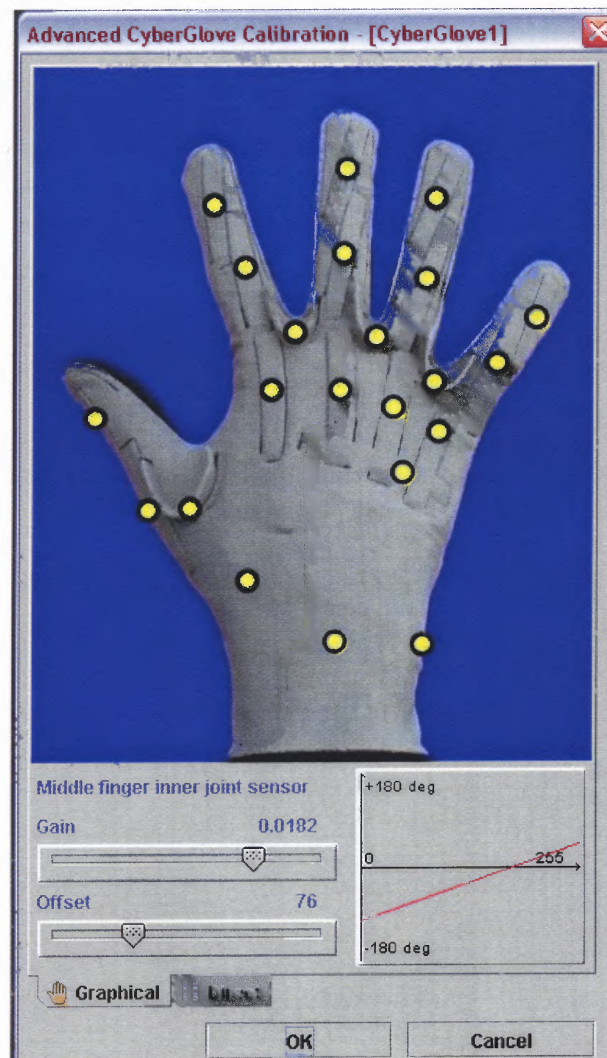 Advanced CyberGlove Calibration - [CyberGlove1]
Middle finger inner joint sensor
Gain 0.0182
Offset 76
+180 deg
0 255
-180 deg
Graphical
OK Cancel